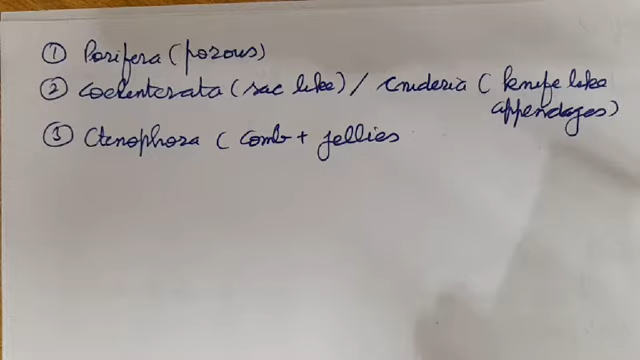 ① Porifera (porous)
② Coelenterata (sac like) / Cnideria ( knife like
appendages)
③ Ctenophora ( Comb + jellies